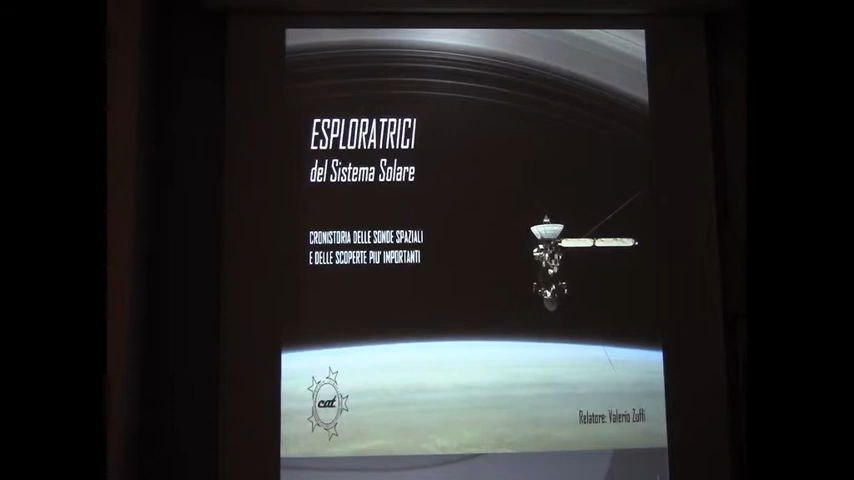 ESPLORATRICI
del Sistema Solare
CRONISTORIA DELLE SONDE SPAZIALI
E DELLE SCOPERTE PIU' IMPORTANTI
cat
Relatore: Valerio Zuffi